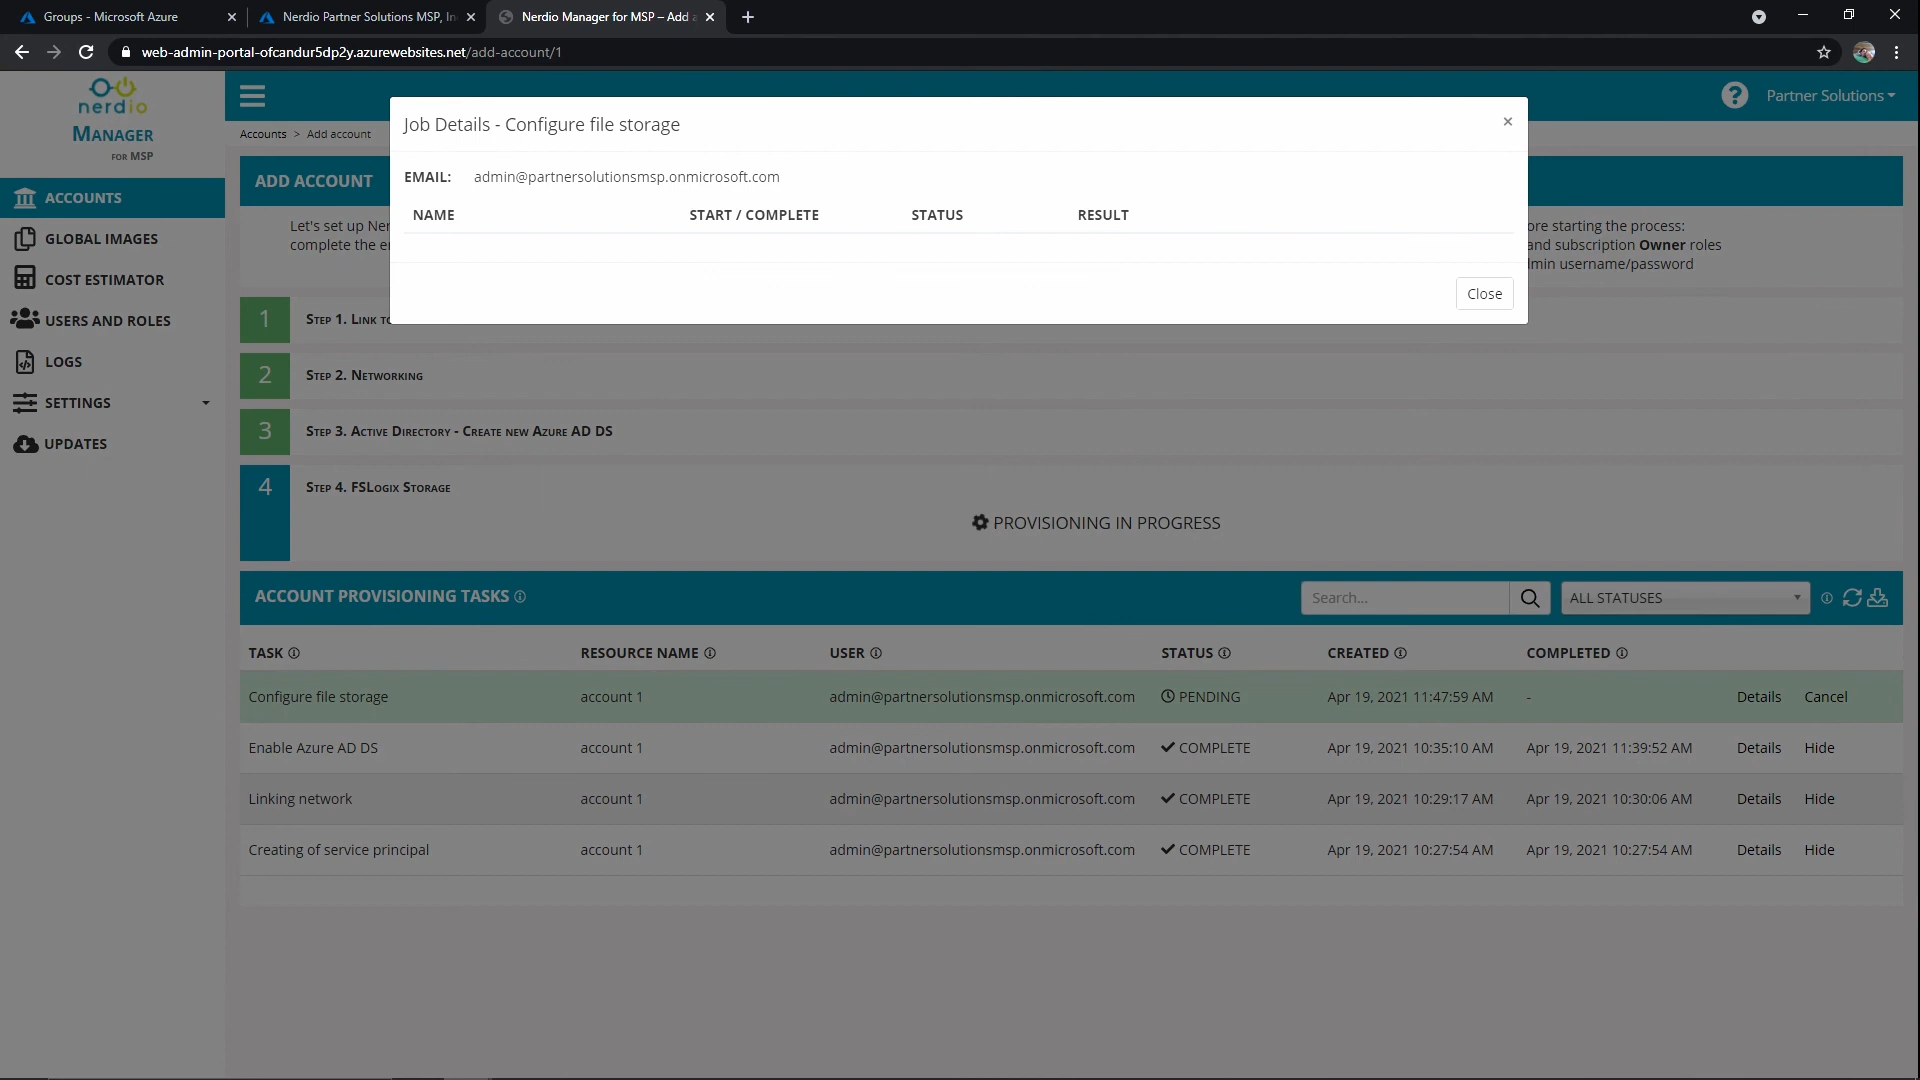 Groups - Microsoft Azure
Nerdio Partner Solutions MSP, In
Nerdio Manager for MSP – Add a
web-admin-portal-ofcandur5dp2y.azurewebsites.net/add-account/1
nerdio
MANAGER
FOR MSP
Partner Solutions
Accounts > Add account
ACCOUNTS
GLOBAL IMAGES
COST ESTIMATOR
USERS AND ROLES
LOGS
SETTINGS
UPDATES
Job Details - Configure file storage
EMAIL: admin@partnersolutionsmsp.onmicrosoft.com
NAME START / COMPLETE STATUS RESULT
Close
ADD ACCOUNT
Let's set up Ner
complete the e
ore starting the process:
and subscription Owner roles
lmin username/password
1 STEP 1. LINK TO
2 STEP 2. NETWORKING
3 STEP 3. ACTIVE DIRECTORY - CREATE NEW AZURE AD DS
4 STEP 4. FSLOGIX STORAGE
PROVISIONING IN PROGRESS
ACCOUNT PROVISIONING TASKS
Search...
ALL STATUSES
TASK RESOURCE NAME USER STATUS CREATED COMPLETED
Configure file storage account 1 admin@partnersolutionsmsp.onmicrosoft.com PENDING Apr 19, 2021 11:47:59 AM - Details Cancel
Enable Azure AD DS account 1 admin@partnersolutionsmsp.onmicrosoft.com COMPLETE Apr 19, 2021 10:35:10 AM Apr 19, 2021 11:39:52 AM Details Hide
Linking network account 1 admin@partnersolutionsmsp.onmicrosoft.com COMPLETE Apr 19, 2021 10:29:17 AM Apr 19, 2021 10:30:06 AM Details Hide
Creating of service principal account 1 admin@partnersolutionsmsp.onmicrosoft.com COMPLETE Apr 19, 2021 10:27:54 AM Apr 19, 2021 10:27:54 AM Details Hide